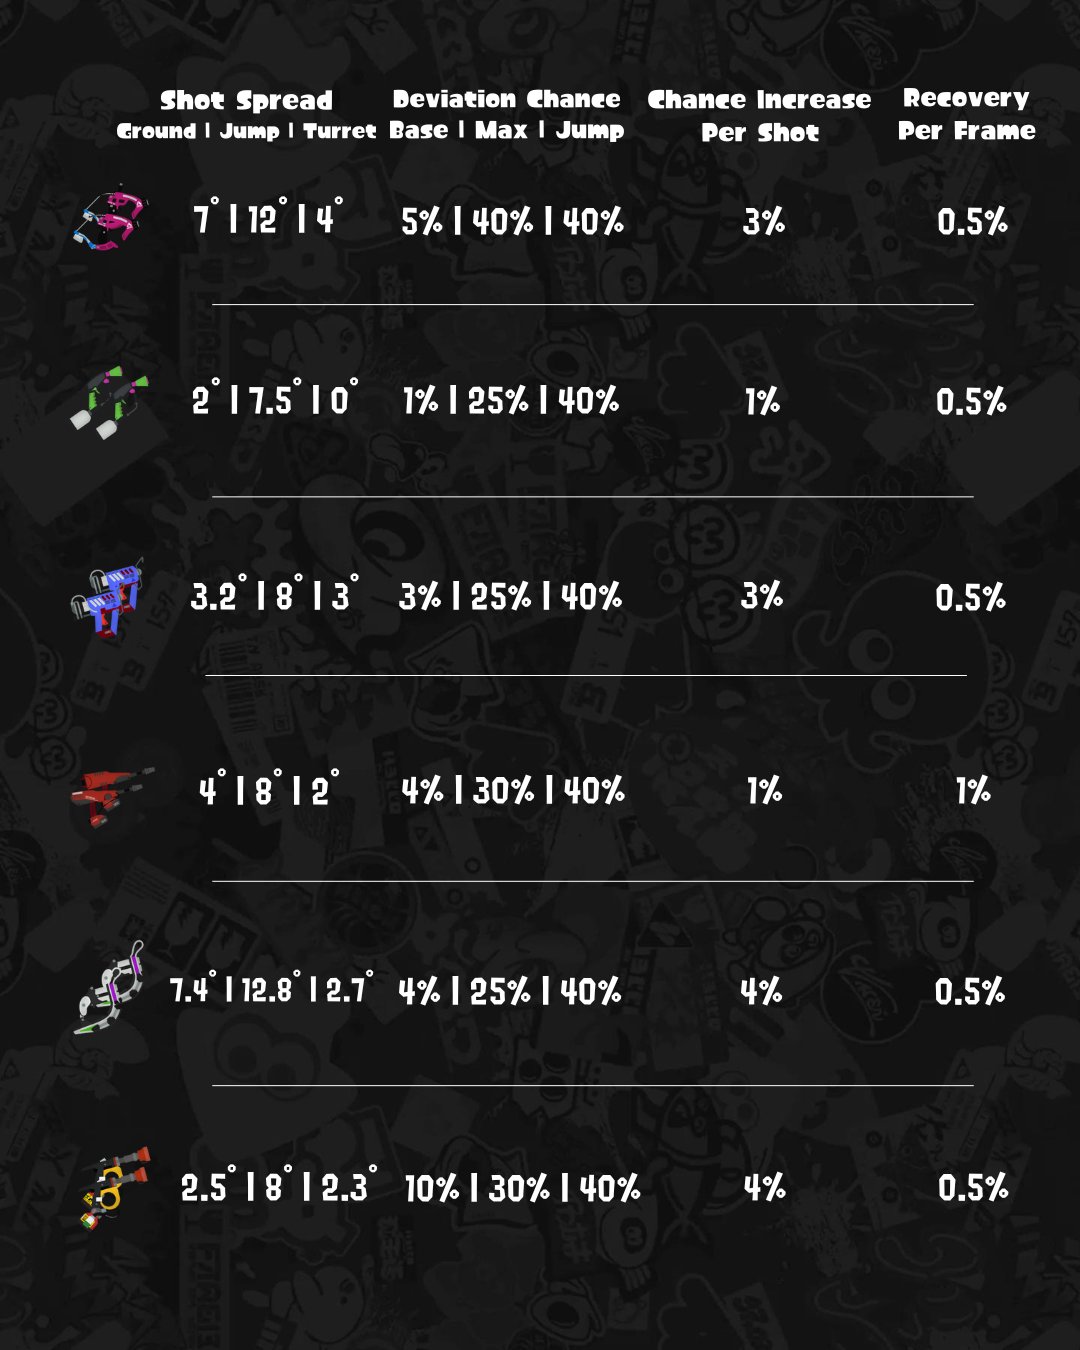 Shot Spread
Ground | Jump | Turret
Deviation Chance
Base | Max | Jump
Chance Increase
Per Shot
Recovery
Per Frame
7° | 12° | 4° 5% | 40% | 40% 3% 0.5%
2° | 7.5° | 0° 1% | 25% | 40% 1% 0.5%
3.2° | 8° | 3° 3% | 25% | 40% 3% 0.5%
4° | 8° | 2° 4% | 30% | 40% 1% 1%
7.4° | 12.8° | 2.7° 4% | 25% | 40% 4% 0.5%
2.5° | 8° | 2.3° 10% | 30% | 40% 4% 0.5%